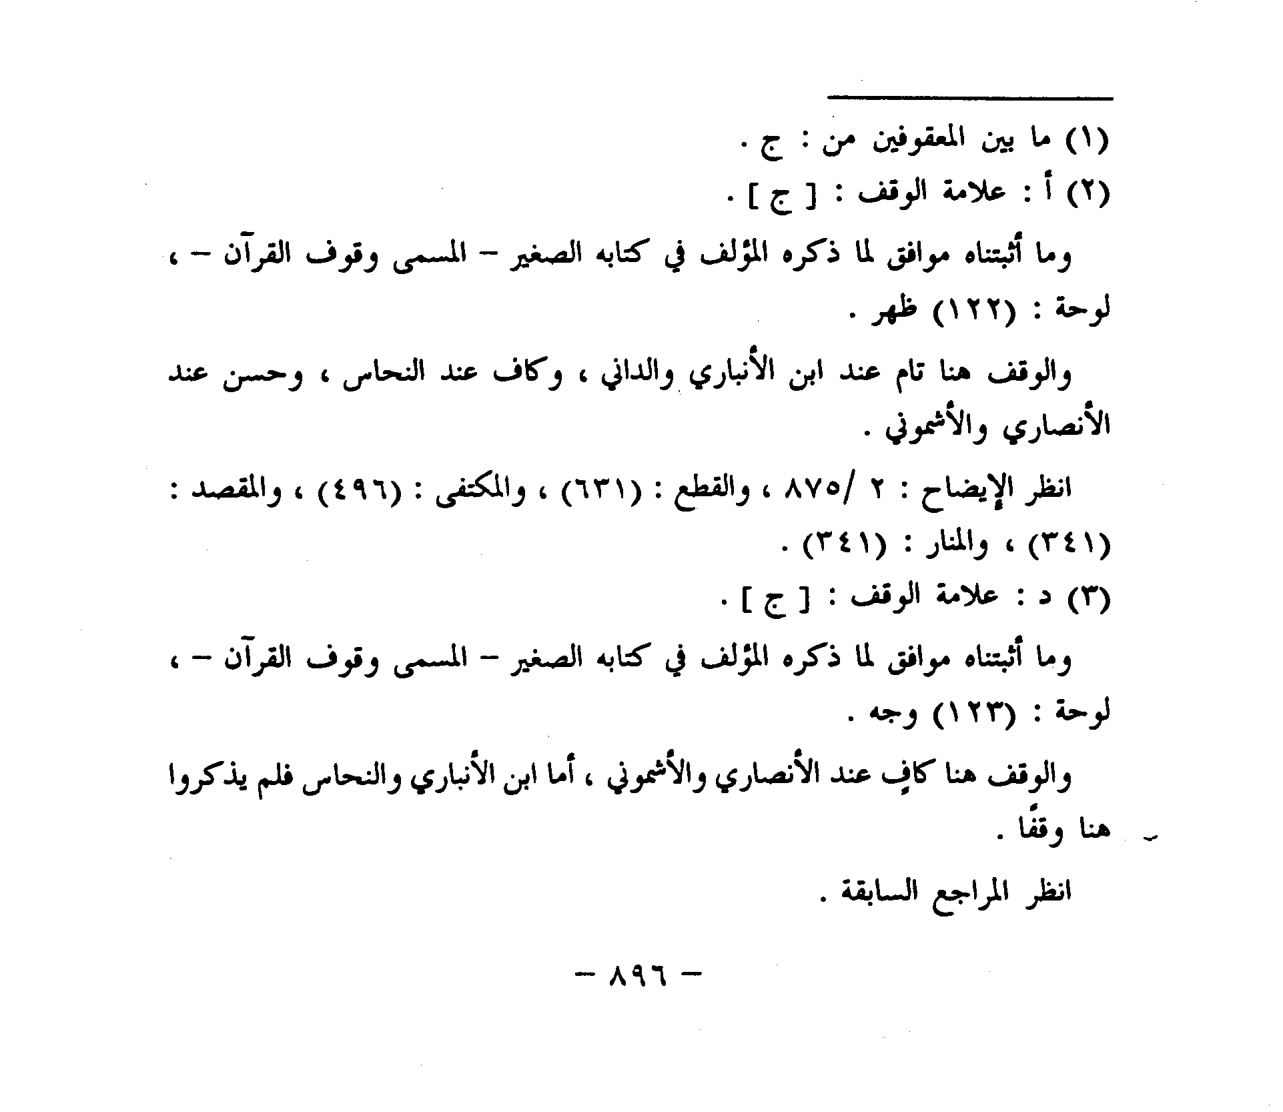 (١) ما بين المعقوفين من : ج .
(٢) أ : علامة الوقف : [ ج ] .
وما أثبتناه موافق لما ذكره المؤلف في كتابه الصغير – المسمى وقوف القرآن – ،
لوحة : (١٢٢) ظهر .
والوقف هنا تام عند ابن الأنباري والداني ، وكاف عند النحاس ، وحسن عند
الأنصاري والأشموني .
انظر الإيضاح : ٢ /٨٧٥ ، والقطع : (٦٣١) ، والمكتفى : (٤٩٦) ، والمقصد :
(٣٤١) ، والمنار : (٣٤١) .
(٣) د : علامة الوقف : [ ج ] .
وما أثبتناه موافق لما ذكره المؤلف في كتابه الصغير – المسمى وقوف القرآن – ،
لوحة : (١٢٣) وجه .
والوقف هنا كافٍ عند الأنصاري والأشموني ، أما ابن الأنباري والنحاس فلم يذكروا
هنا وقفًا .
انظر المراجع السابقة .
– ٨٩٦ –